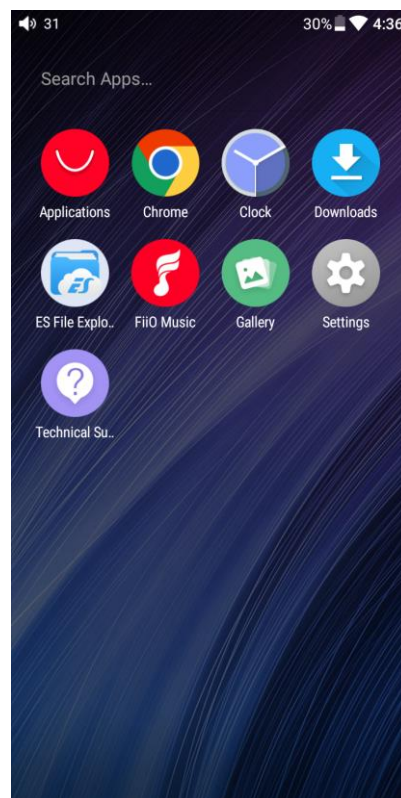 31 30% 4:36
Search Apps...
Applications Chrome Clock Downloads
ES File Explo.. FiiO Music Gallery Settings
Technical Su..